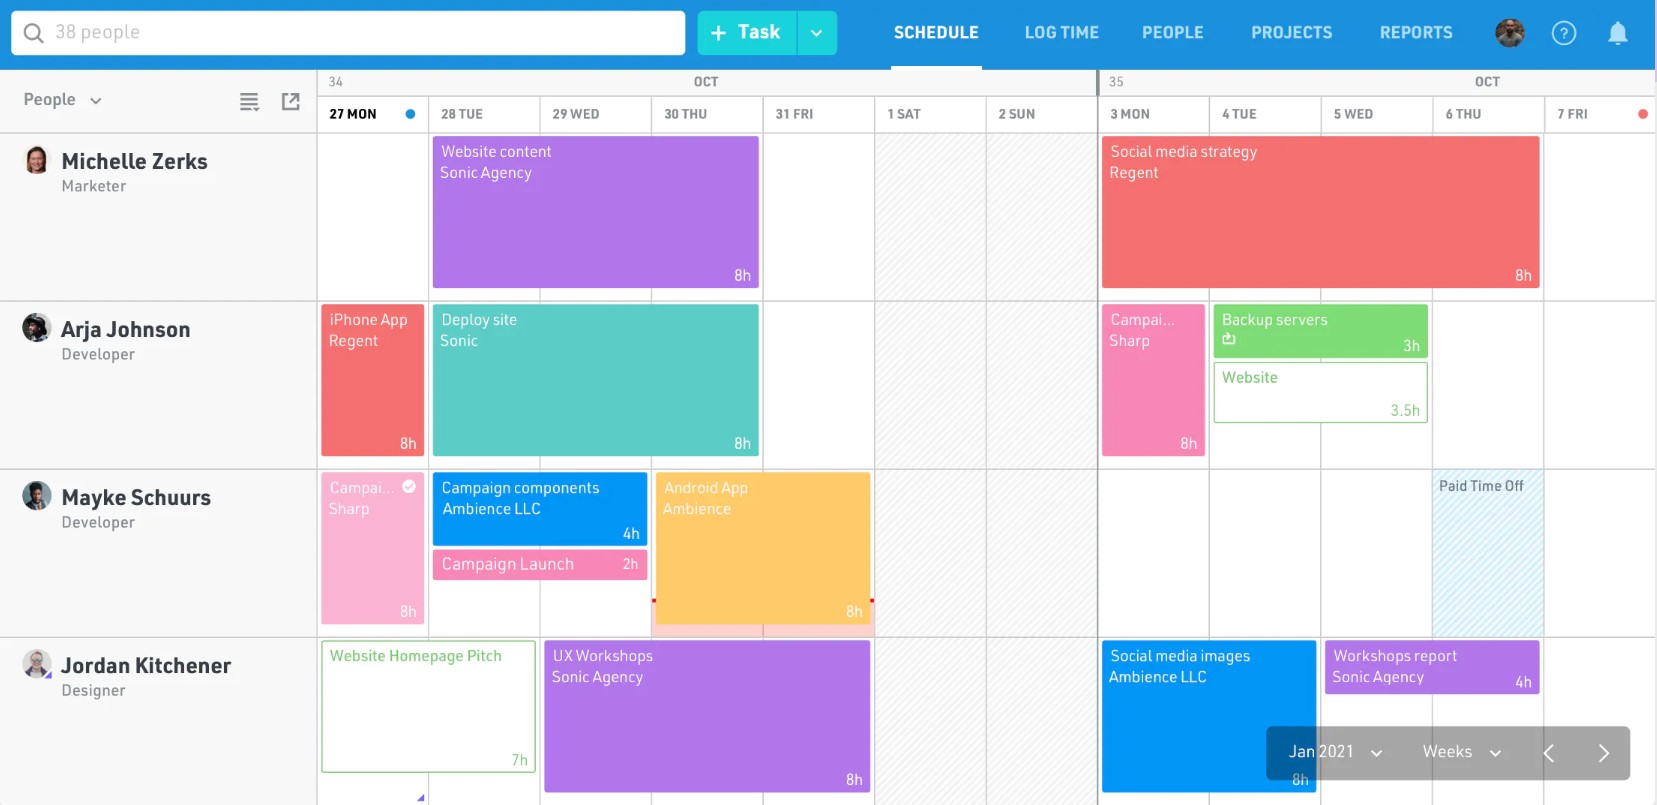 38 people
+ Task
SCHEDULE
LOG TIME
PEOPLE
PROJECTS
REPORTS
?
People
34
OCT
35
OCT
27 MON
28 TUE
29 WED
30 THU
31 FRI
1 SAT
2 SUN
3 MON
4 TUE
5 WED
6 THU
7 FRI
Michelle Zerks
Marketer
Website content
Sonic Agency
8h
Social media strategy
Regent
8h
Arja Johnson
Developer
iPhone App
Regent
8h
Deploy site
Sonic
8h
Campai...
Sharp
8h
Backup servers
3h
Website
3.5h
Mayke Schuurs
Developer
Campai...
Sharp
8h
Campaign components
Ambience LLC
4h
Campaign Launch
2h
Android App
Ambience
8h
Paid Time Off
Jordan Kitchener
Designer
Website Homepage Pitch
7h
UX Workshops
Sonic Agency
8h
Social media images
Ambience LLC
8h
Workshops report
Sonic Agency
4h
Jan 2021
Weeks